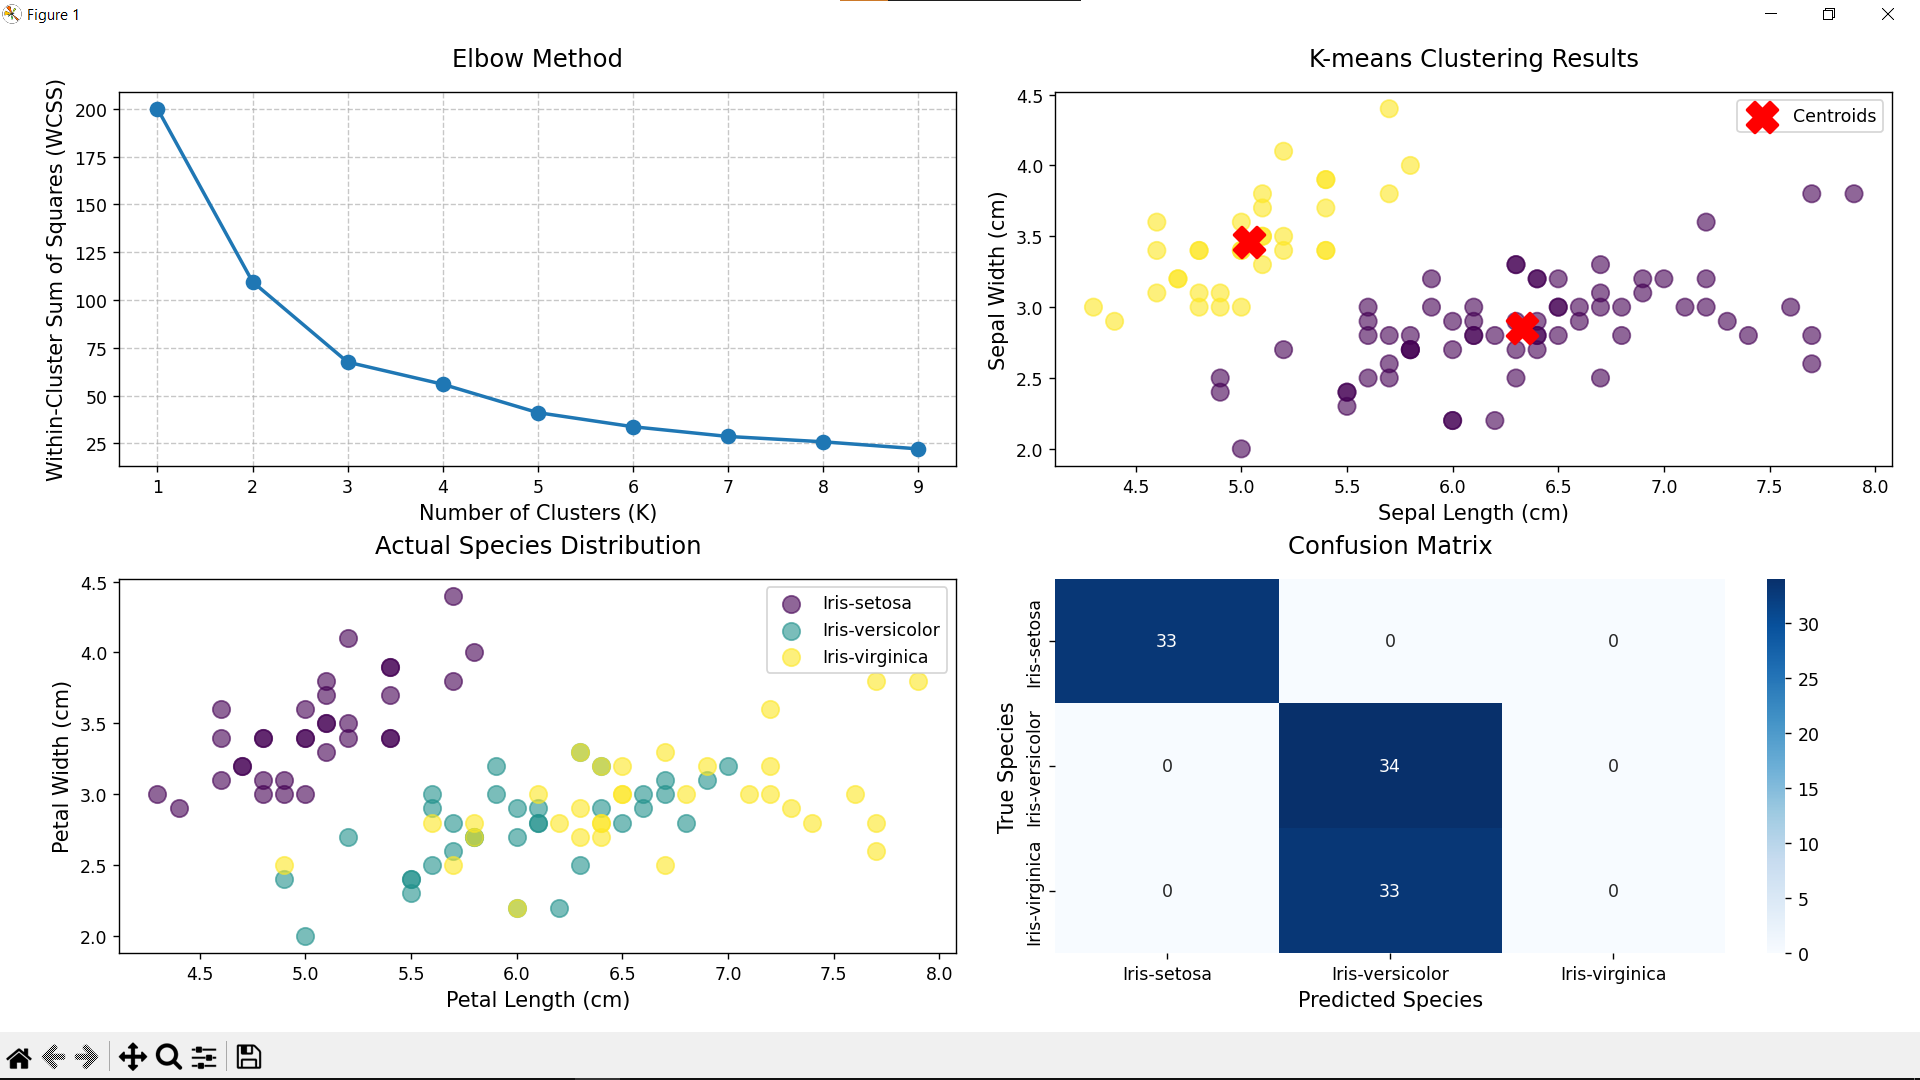 Figure 1
Elbow Method
Within-Cluster Sum of Squares (WCSS)
200
175
150
125
100
75
50
25
1 2 3 4 5 6 7 8 9
Number of Clusters (K)
K-means Clustering Results
Centroids
Sepal Width (cm)
4.5
4.0
3.5
3.0
2.5
2.0
4.5 5.0 5.5 6.0 6.5 7.0 7.5 8.0
Sepal Length (cm)
Actual Species Distribution
Iris-setosa
Iris-versicolor
Iris-virginica
Petal Width (cm)
4.5
4.0
3.5
3.0
2.5
2.0
4.5 5.0 5.5 6.0 6.5 7.0 7.5 8.0
Petal Length (cm)
Confusion Matrix
True Species
Iris-setosa
Iris-versicolor
Iris-virginica
33 0 0
0 34 0
0 33 0
Iris-setosa Iris-versicolor Iris-virginica
Predicted Species
30
25
20
15
10
5
0